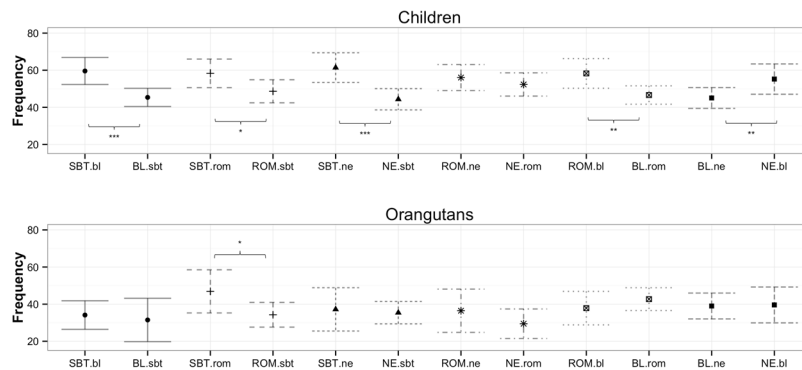 Children
Frequency
80
60
40
20
***
*
***
**
**
SBT.bl BL.sbt SBT.rom ROM.sbt SBT.ne NE.sbt ROM.ne NE.rom ROM.bl BL.rom BL.ne NE.bl
Orangutans
Frequency
80
60
40
20
*
SBT.bl BL.sbt SBT.rom ROM.sbt SBT.ne NE.sbt ROM.ne NE.rom ROM.bl BL.rom BL.ne NE.bl